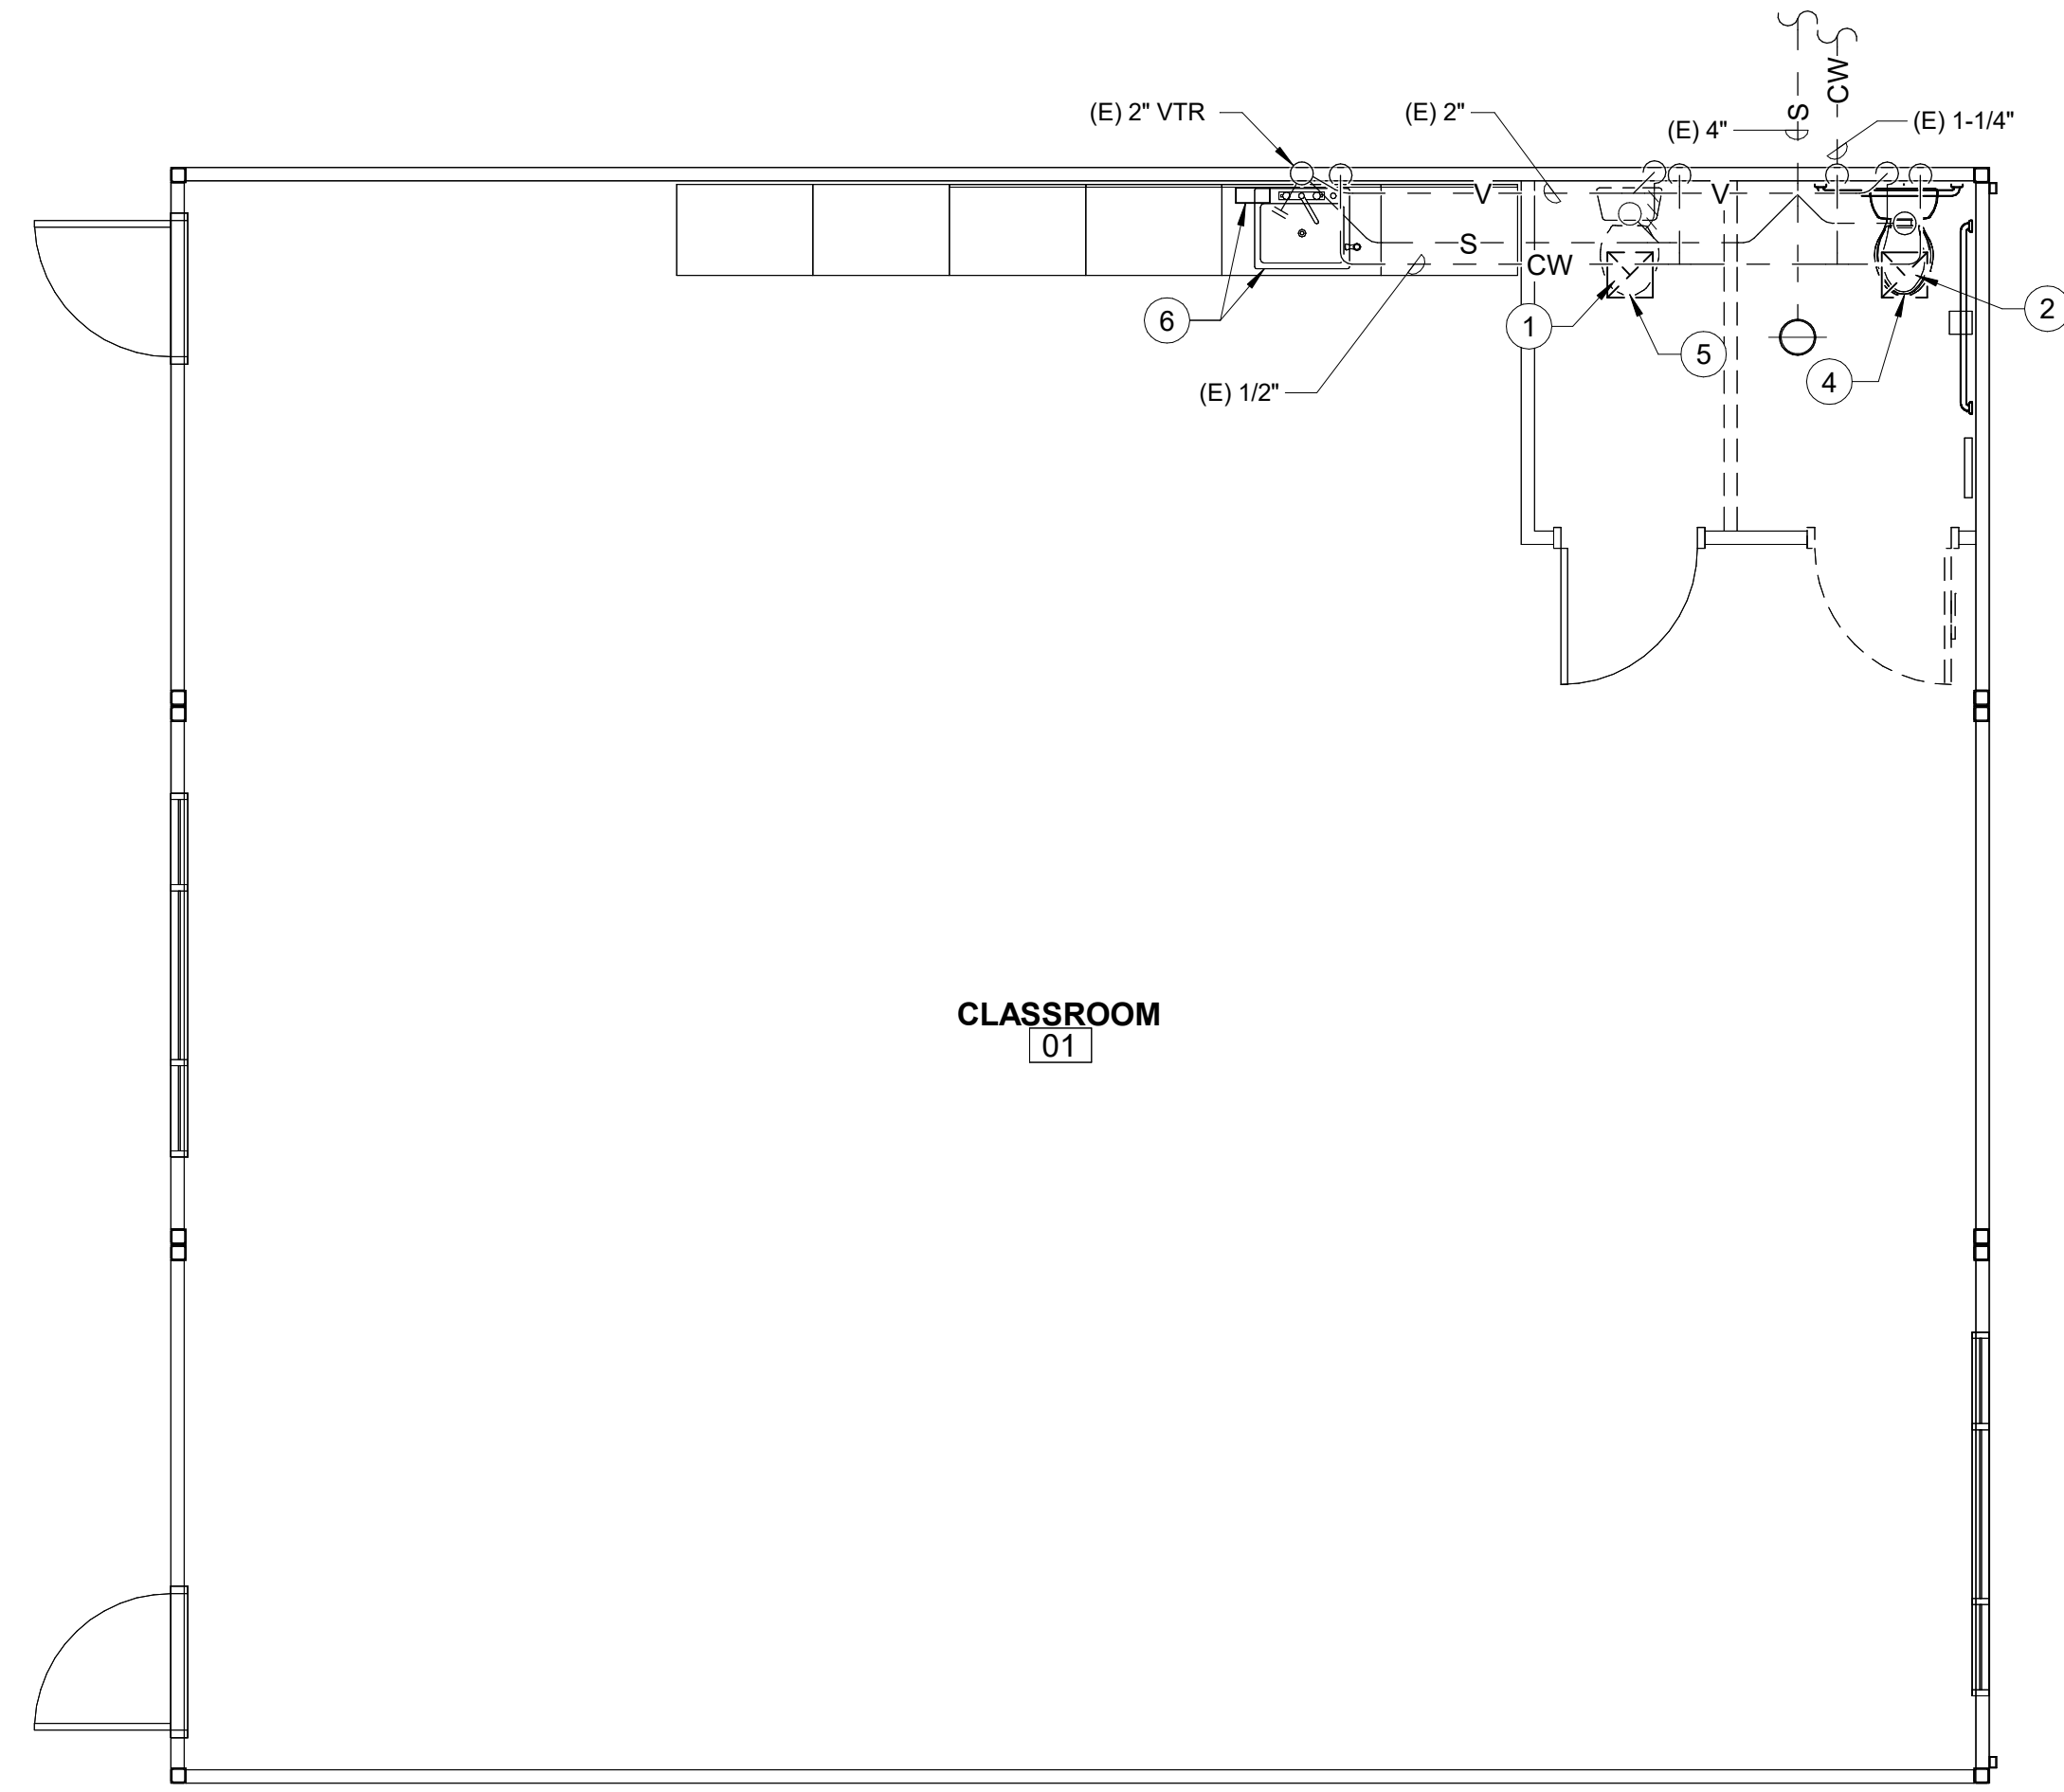 CW
S
(E) 2" VTR
(E) 2"
(E) 4"
(E) 1-1/4"
V
V
S
CW
6
1
5
2
4
(E) 1/2"
CLASSROOM
01